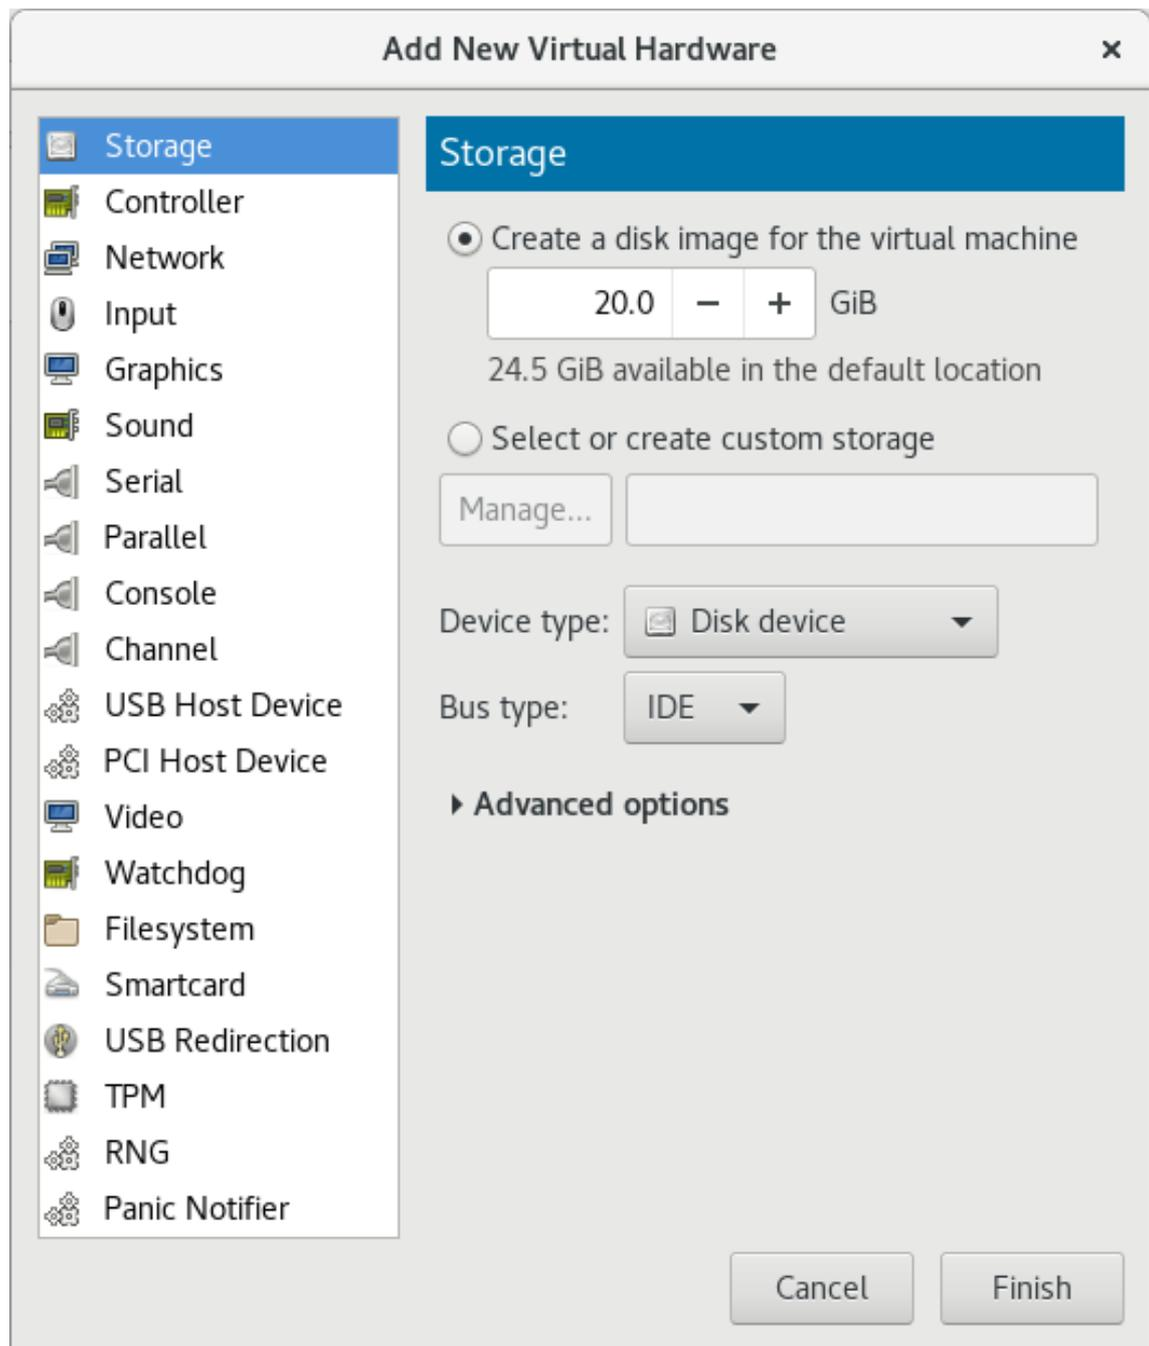 Add New Virtual Hardware ×
Storage
Controller
Network
Input
Graphics
Sound
Serial
Parallel
Console
Channel
USB Host Device
PCI Host Device
Video
Watchdog
Filesystem
Smartcard
USB Redirection
TPM
RNG
Panic Notifier
Storage
Create a disk image for the virtual machine
20.0 − + GiB
24.5 GiB available in the default location
Select or create custom storage
Manage...
Device type: Disk device
Bus type: IDE
Advanced options
Cancel Finish